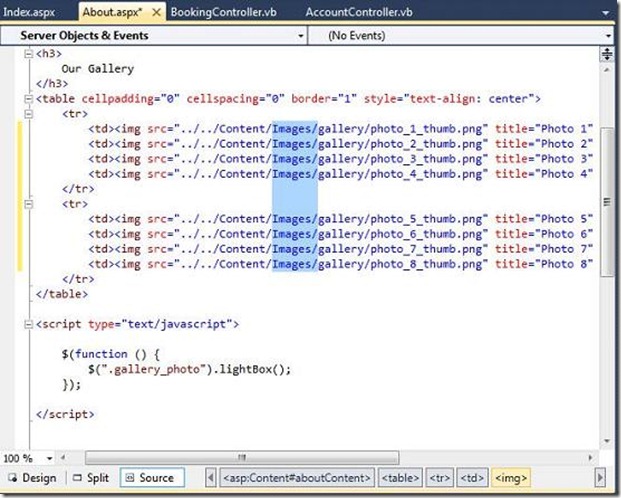 Index.aspx About.aspx* BookingController.vb AccountController.vb
Server Objects & Events (No Events)
<h3>
Our Gallery
</h3>
<table cellpadding="0" cellspacing="0" border="1" style="text-align: center">
<tr>
<td><img src="../../Content/Images/gallery/photo_1_thumb.png" title="Photo 1"
<td><img src="../../Content/Images/gallery/photo_2_thumb.png" title="Photo 2"
<td><img src="../../Content/Images/gallery/photo_3_thumb.png" title="Photo 3"
<td><img src="../../Content/Images/gallery/photo_4_thumb.png" title="Photo 4"
</tr>
<tr>
<td><img src="../../Content/Images/gallery/photo_5_thumb.png" title="Photo 5"
<td><img src="../../Content/Images/gallery/photo_6_thumb.png" title="Photo 6"
<td><img src="../../Content/Images/gallery/photo_7_thumb.png" title="Photo 7"
<td><img src="../../Content/Images/gallery/photo_8_thumb.png" title="Photo 8"
</tr>
</table>
<script type="text/javascript">
$(function () {
$(".gallery_photo").lightBox();
});
</script>
100 %
Design Split Source <asp:Content#aboutContent> <table> <tr> <td> <img>